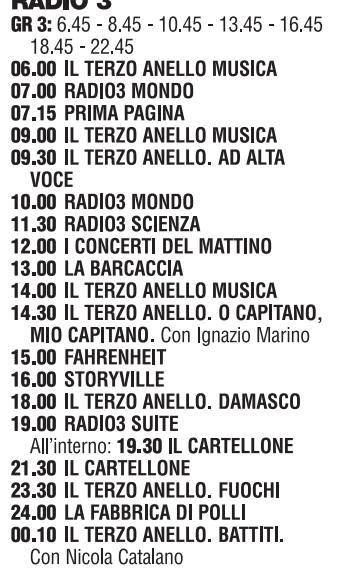 RADIO 3
GR 3: 6.45 - 8.45 - 10.45 - 13.45 - 16.45
18.45 - 22.45
06.00 IL TERZO ANELLO MUSICA
07.00 RADIO3 MONDO
07.15 PRIMA PAGINA
09.00 IL TERZO ANELLO MUSICA
09.30 IL TERZO ANELLO. AD ALTA
VOCE
10.00 RADIO3 MONDO
11.30 RADIO3 SCIENZA
12.00 I CONCERTI DEL MATTINO
13.00 LA BARCACCIA
14.00 IL TERZO ANELLO MUSICA
14.30 IL TERZO ANELLO. O CAPITANO,
MIO CAPITANO. Con Ignazio Marino
15.00 FAHRENHEIT
16.00 STORYVILLE
18.00 IL TERZO ANELLO. DAMASCO
19.00 RADIO3 SUITE
All'interno: 19.30 IL CARTELLONE
21.30 IL CARTELLONE
23.30 IL TERZO ANELLO. FUOCHI
24.00 LA FABBRICA DI POLLI
00.10 IL TERZO ANELLO. BATTITI.
Con Nicola Catalano